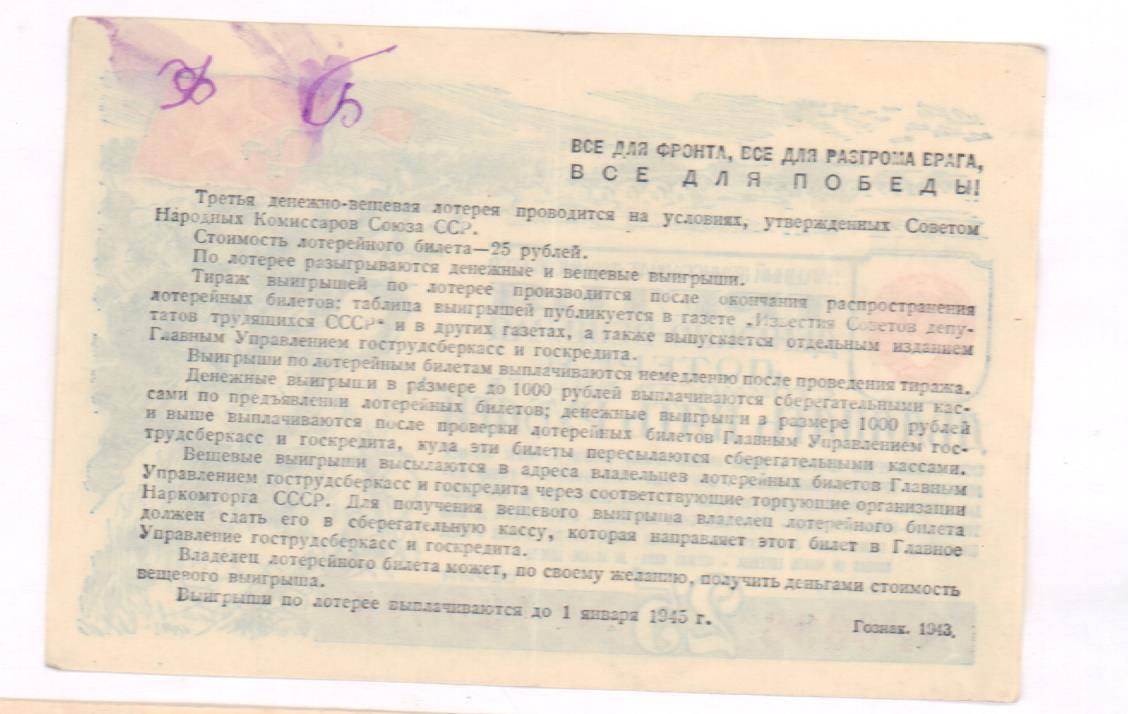 ВСЕ ДЛЯ ФРОНТА, ВСЕ ДЛЯ РАЗГРОМА ВРАГА,
ВСЕ ДЛЯ ПОБЕДЫ!
Третья денежно-вещевая лотерея проводится на условиях, утвержденных Советом
Народных Комиссаров Союза ССР.
Стоимость лотерейного билета—25 рублей.
По лотерее разыгрываются денежные и вещевые выигрыши.
Тираж выигрышей по лотерее производится после окончания распространения
лотерейных билетов; таблица выигрышей публикуется в газете „Известия Советов депу-
татов трудящихся СССР" и в других газетах, а также выпускается отдельным изданием
Главным Управлением гострудсберкасс и госкредита.
Выигрыши по лотерейным билетам выплачиваются немедленно после проведения тиража.
Денежные выигрыши в размере до 1000 рублей выплачиваются сберегательными кас-
сами по предъявлении лотерейных билетов; денежные выигрыши в размере 1000 рублей
и выше выплачиваются после проверки лотерейных билетов Главным Управлением гос-
трудсберкасс и госкредита, куда эти билеты пересылаются сберегательными кассами.
Вещевые выигрыши высылаются в адреса владельцев лотерейных билетов Главным
Управлением гострудсберкасс и госкредита через соответствующие торгующие организации
Наркомторга СССР. Для получения вещевого выигрыша владелец лотерейного билета
должен сдать его в сберегательную кассу, которая направляет этот билет в Главное
Управление гострудсберкасс и госкредита.
Владелец лотерейного билета может, по своему желанию, получить деньгами стоимость
вещевого выигрыша.
Выигрыши по лотерее выплачиваются до 1 января 1945 г.
Гознак. 1943.